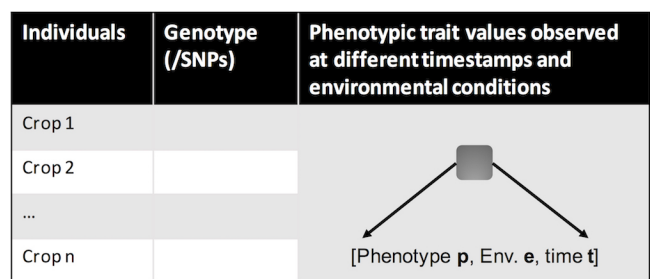 Individuals
Genotype
(/SNPs)
Phenotypic trait values observed
at different timestamps and
environmental conditions
Crop 1
Crop 2
...
Crop n
[Phenotype p, Env. e, time t]